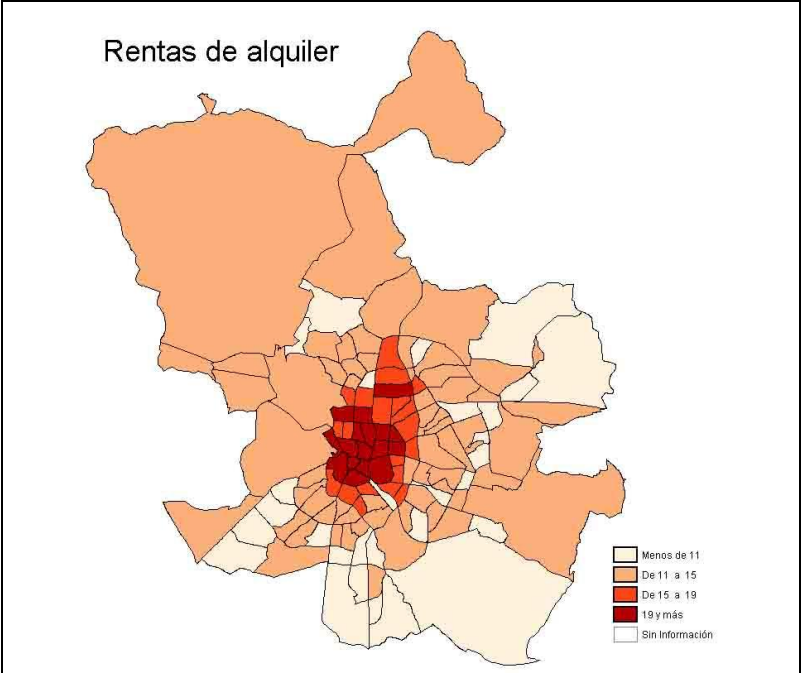 Rentas de alquiler
Menos de 11
De 11 a 15
De 15 a 19
19 y más
Sin Información